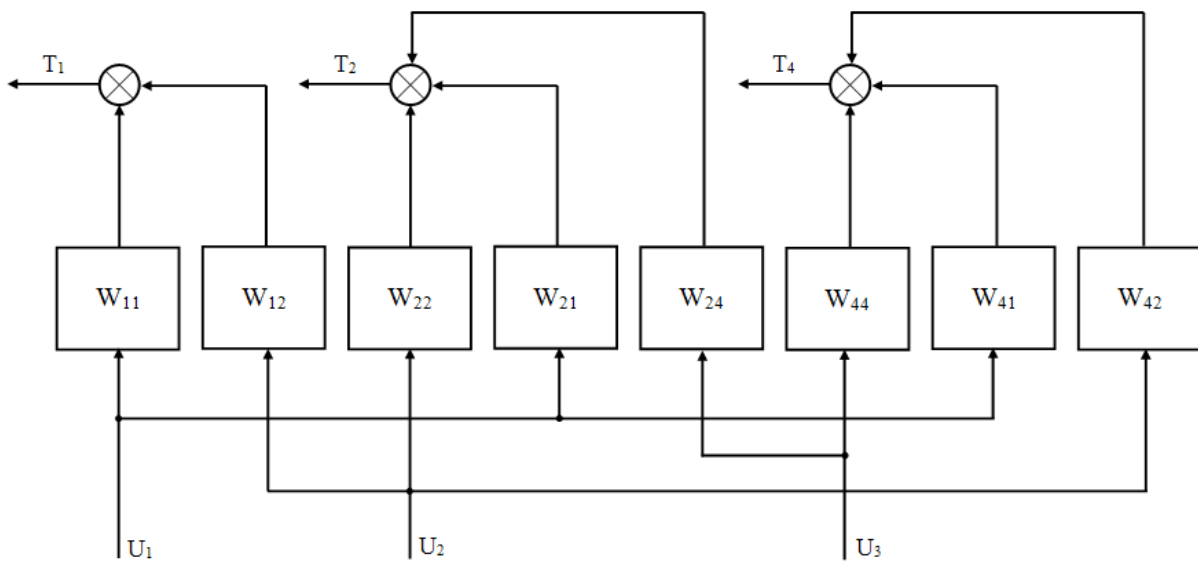 T₁ T₂ T₄
W₁₁ W₁₂ W₂₂ W₂₁ W₂₄ W₄₄ W₄₁ W₄₂
U₁ U₂ U₃